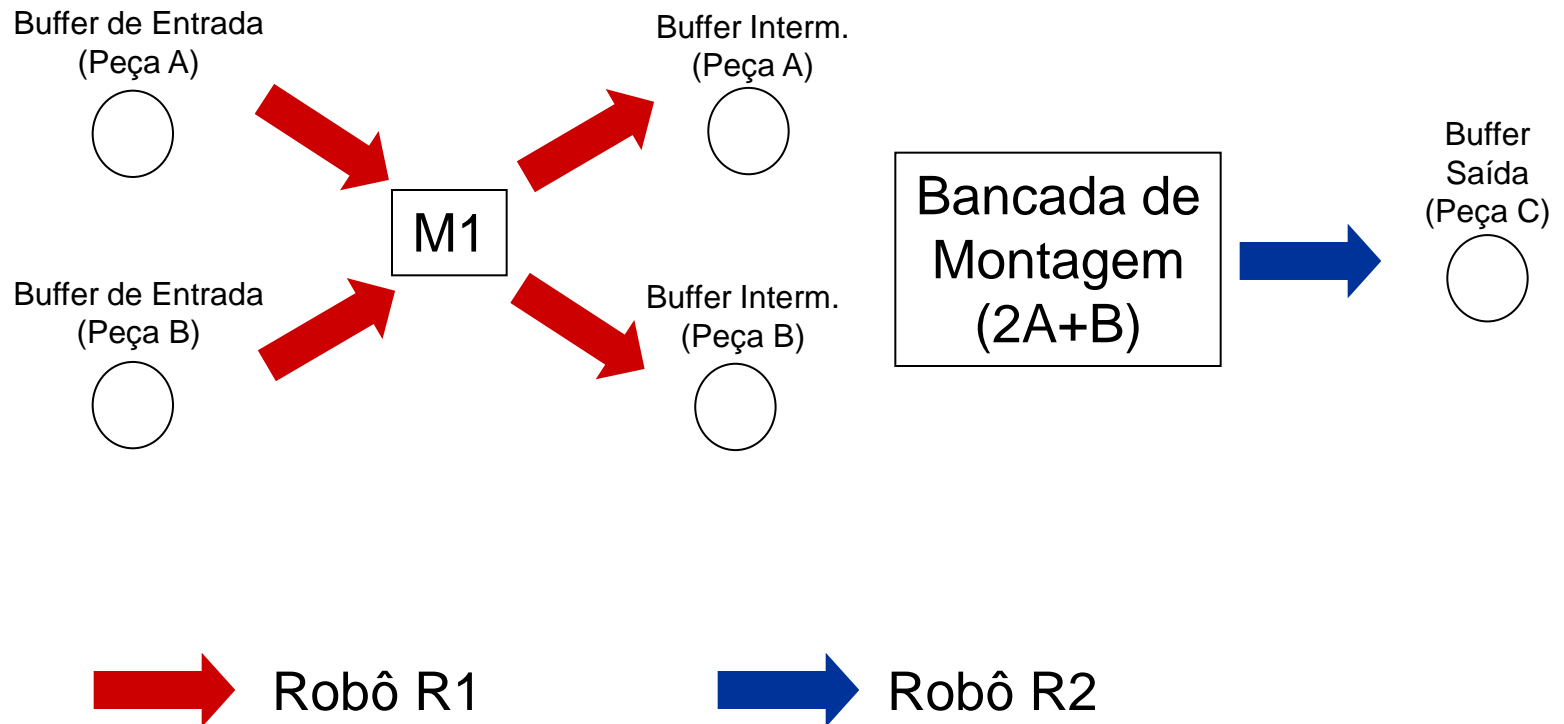 Buffer de Entrada
(Peça A)
Buffer Interm.
(Peça A)
Buffer
Saída
(Peça C)
M1
Bancada de
Montagem
(2A+B)
Buffer de Entrada
(Peça B)
Buffer Interm.
(Peça B)
Robô R1
Robô R2